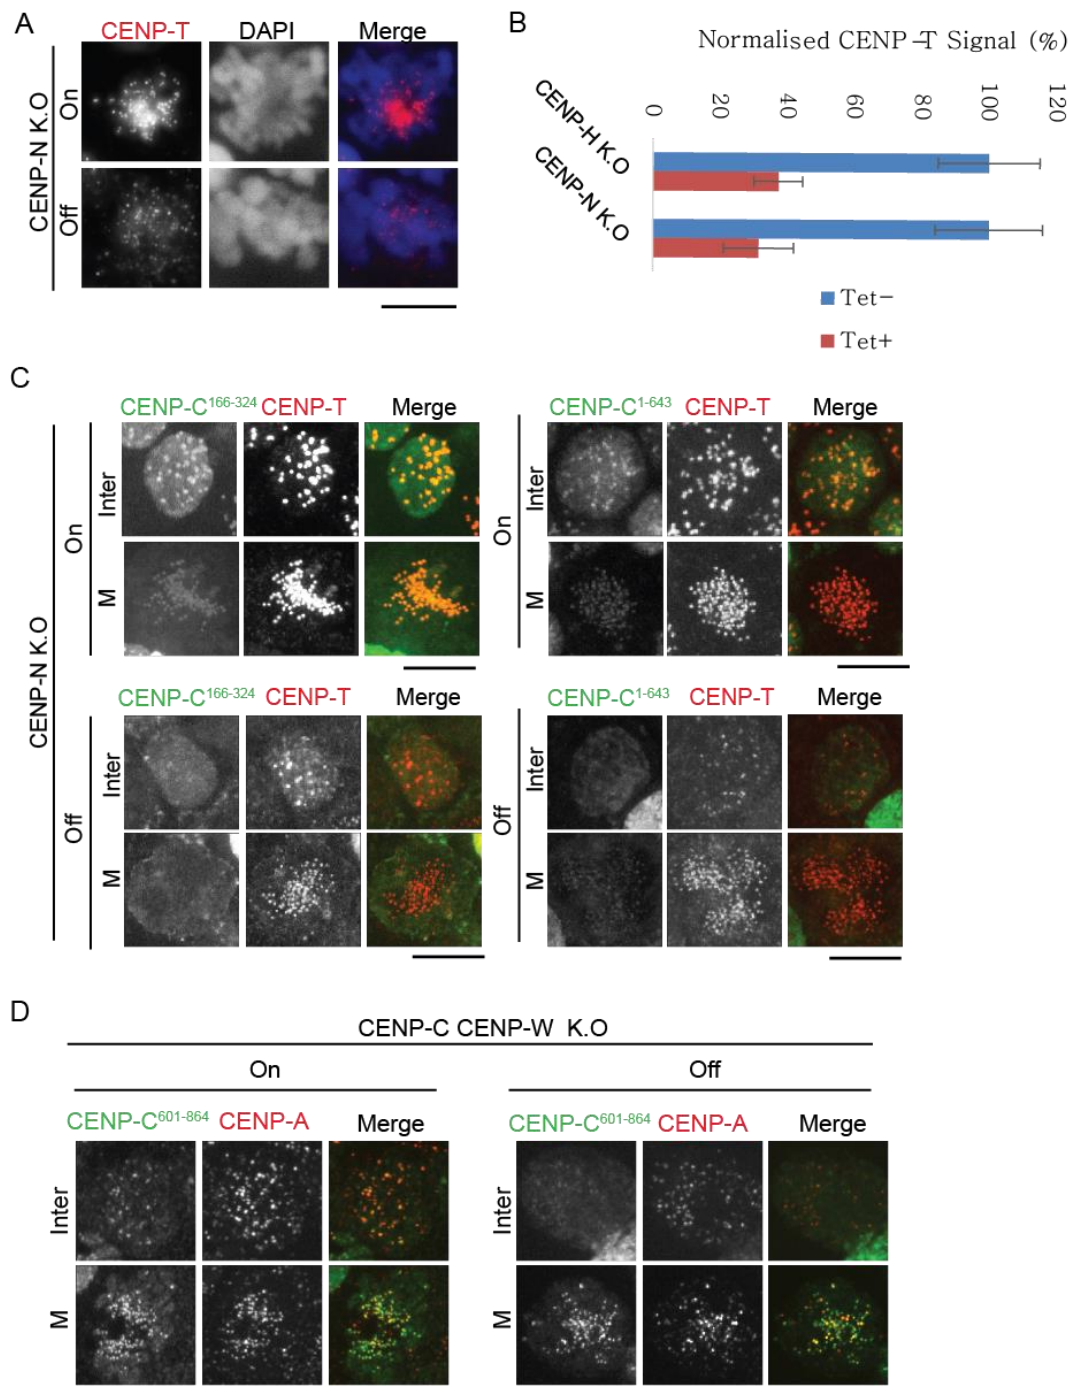 A
CENP-T DAPI Merge
CENP-N K.O
On
Off
B
Normalised CENP-T Signal (%)
0 20 40 60 80 100 120
CENP-H K.O
CENP-N K.O
Tet-
Tet+
C
CENP-N K.O
On
CENP-C166-324 CENP-T Merge
Inter
M
On
CENP-C1-643 CENP-T Merge
Inter
M
Off
CENP-C166-324 CENP-T Merge
Inter
M
Off
CENP-C1-643 CENP-T Merge
Inter
M
D
CENP-C CENP-W K.O
On
CENP-C601-864 CENP-A Merge
Inter
M
Off
CENP-C601-864 CENP-A Merge
Inter
M